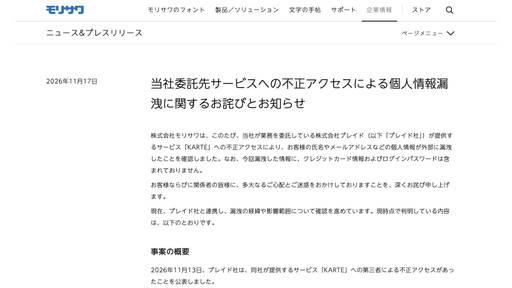 モリサワ
モリサワのフォント 製品／ソリューション 文字の手帖 サポート 企業情報 ストア
ニュース&プレスリリース
ページメニュー
2026年11月17日
当社委託先サービスへの不正アクセスによる個人情報漏
洩に関するお詫びとお知らせ
株式会社モリサワは、このたび、当社が業務を委託している株式会社プレイド（以下「プレイド社」）が提供す
るサービス「KARTE」への不正アクセスにより、お客様の氏名やメールアドレスなどの個人情報が外部に漏洩
したことを確認しました。なお、今回漏洩した情報に、クレジットカード情報およびログインパスワードは含
まれておりません。
お客様ならびに関係者の皆様に、多大なるご心配とご迷惑をおかけしておりますことを、深くお詫び申し上げ
ます。
現在、プレイド社と連携し、漏洩の経緯や影響範囲について確認を進めています。現時点で判明している内容
は、以下のとおりです。
事案の概要
2026年11月13日、プレイド社は、同社が提供するサービス「KARTE」への第三者による不正アクセスがあっ
たことを公表しました。